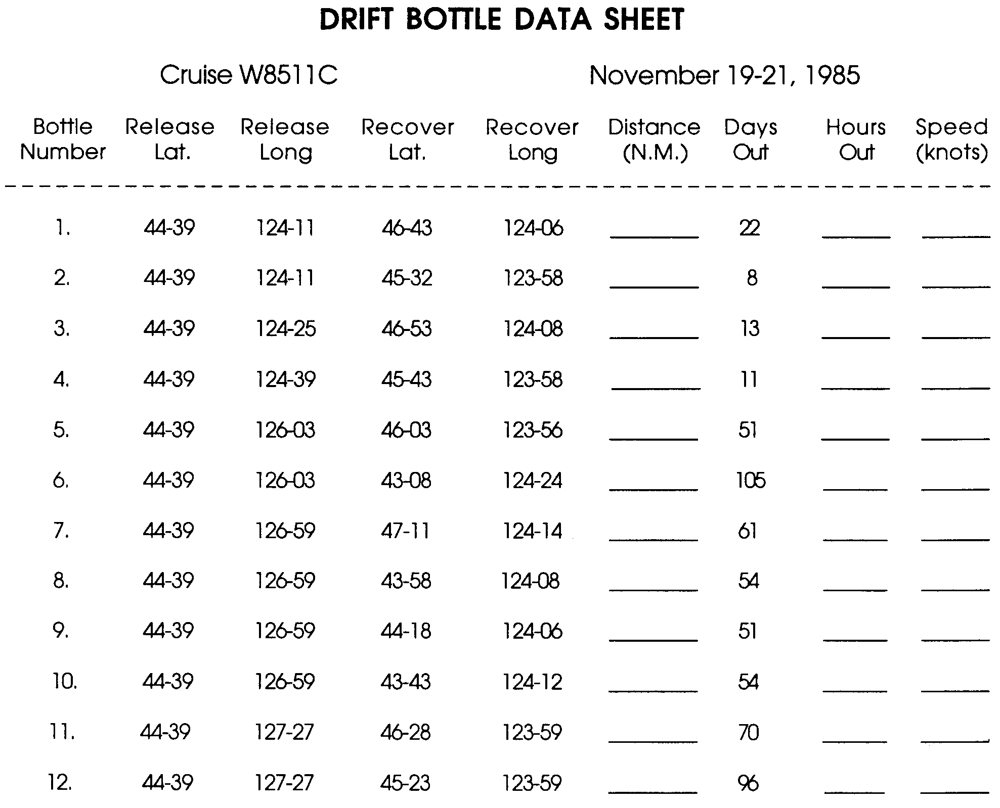 DRIFT BOTTLE DATA SHEET
Cruise W8511C November 19-21, 1985
Bottle Release Release Recover Recover Distance Days Hours Speed
Number Lat. Long Lat. Long (N.M.) Out Out (knots)
1. 44-39 124-11 46-43 124-06 22
2. 44-39 124-11 45-32 123-58 8
3. 44-39 124-25 46-53 124-08 13
4. 44-39 124-39 45-43 123-58 11
5. 44-39 126-03 46-03 123-56 51
6. 44-39 126-03 43-08 124-24 105
7. 44-39 126-59 47-11 124-14 61
8. 44-39 126-59 43-58 124-08 54
9. 44-39 126-59 44-18 124-06 51
10. 44-39 126-59 43-43 124-12 54
11. 44-39 127-27 46-28 123-59 70
12. 44-39 127-27 45-23 123-59 96